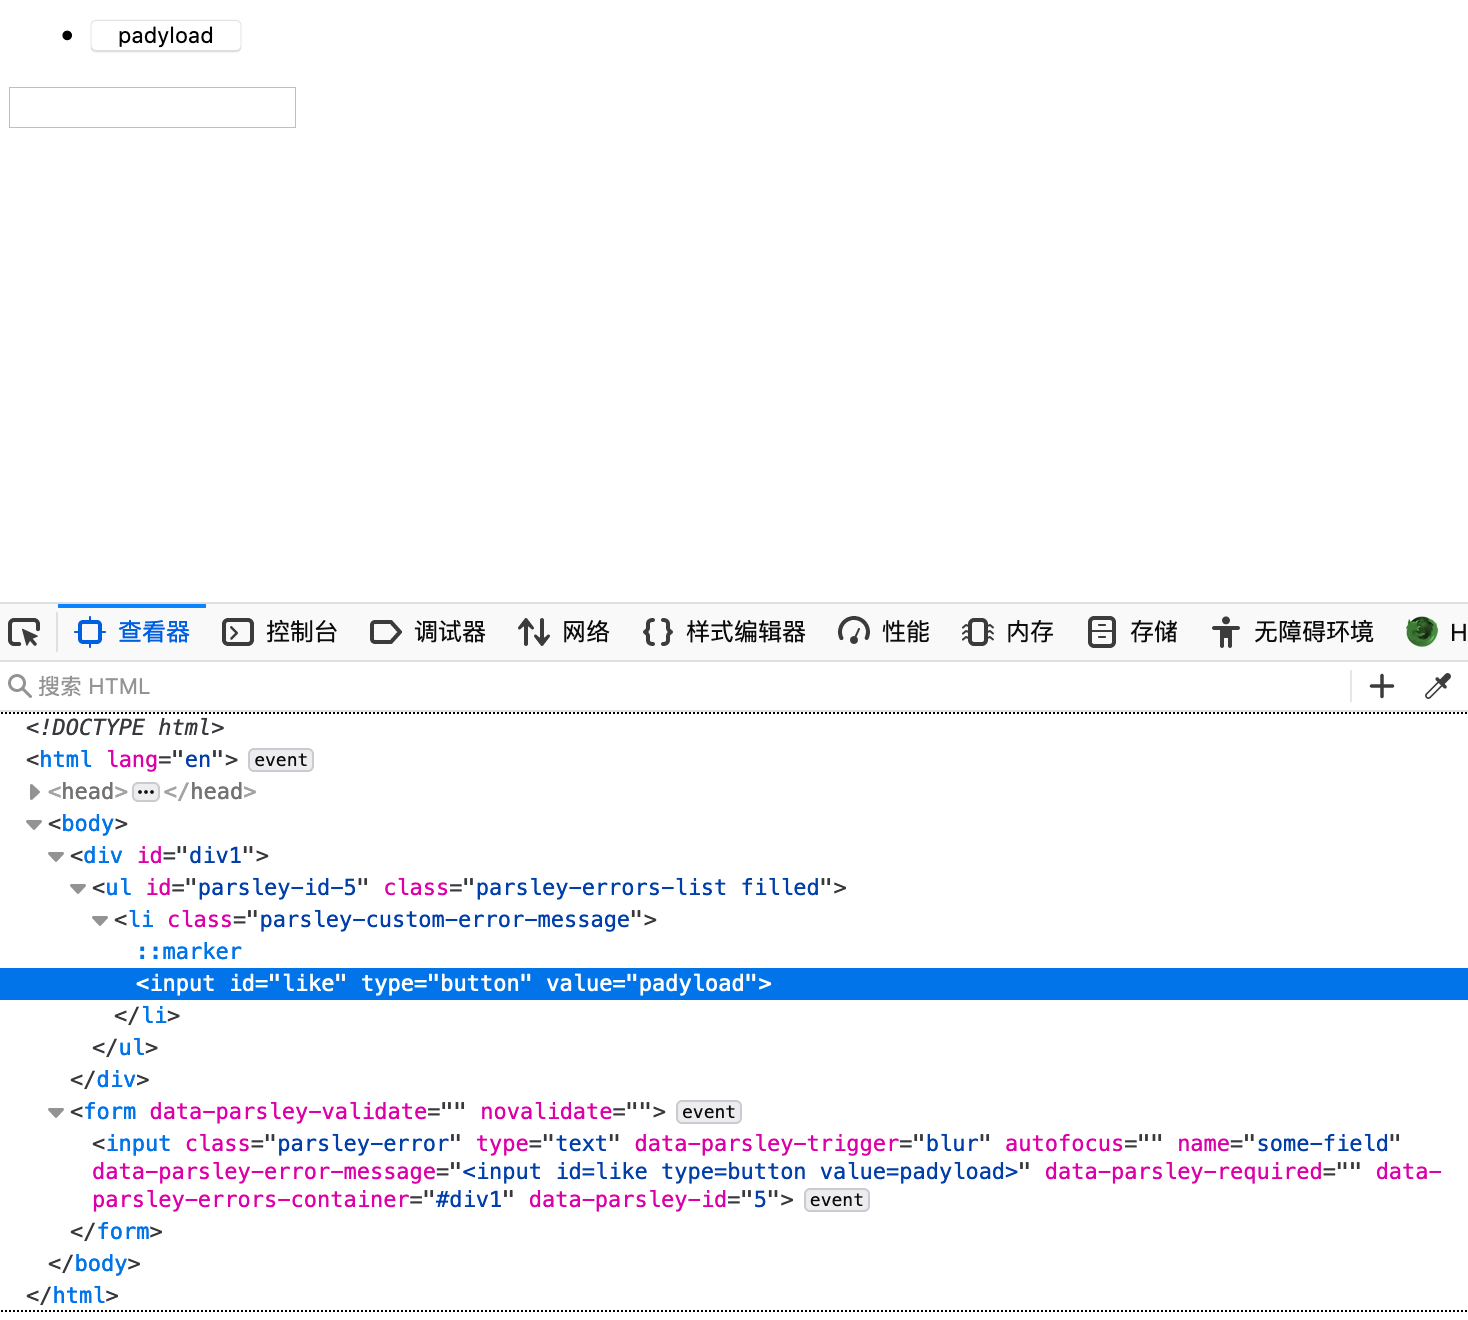 padyload
查看器 控制台 调试器 网络 样式编辑器 性能 内存 存储 无障碍环境 H
搜索 HTML
<!DOCTYPE html>
<html lang="en"> event
<head> ··· </head>
<body>
<div id="div1">
<ul id="parsley-id-5" class="parsley-errors-list filled">
<li class="parsley-custom-error-message">
::marker
<input id="like" type="button" value="padyload">
</li>
</ul>
</div>
<form data-parsley-validate="" novalidate=""> event
<input class="parsley-error" type="text" data-parsley-trigger="blur" autofocus="" name="some-field"
data-parsley-error-message="<input id=like type=button value=padyload>" data-parsley-required="" data-
parsley-errors-container="#div1" data-parsley-id="5"> event
</form>
</body>
</html>